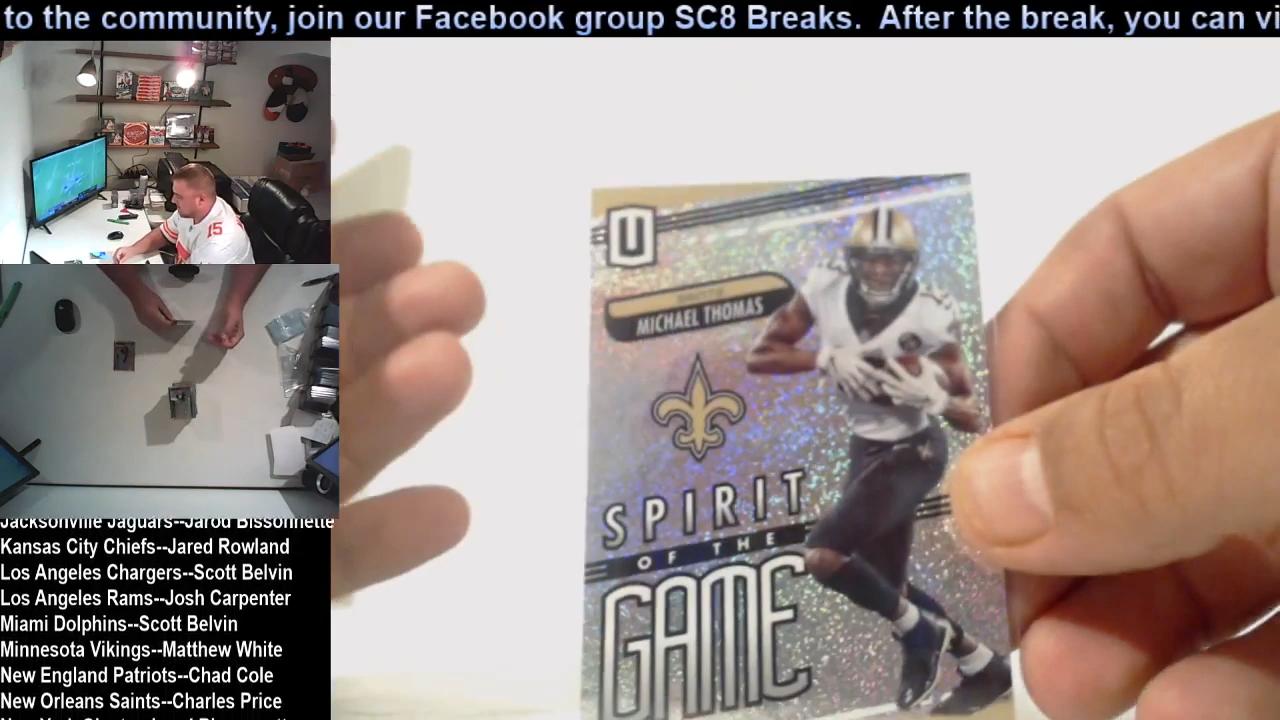 to the community, join our Facebook group SC8 Breaks. After the break, you can vi
15
U
MICHAEL THOMAS
SPIRIT
OF THE
GAME
Jacksonville Jaguars--Jarod Bissonnette
Kansas City Chiefs--Jared Rowland
Los Angeles Chargers--Scott Belvin
Los Angeles Rams--Josh Carpenter
Miami Dolphins--Scott Belvin
Minnesota Vikings--Matthew White
New England Patriots--Chad Cole
New Orleans Saints--Charles Price